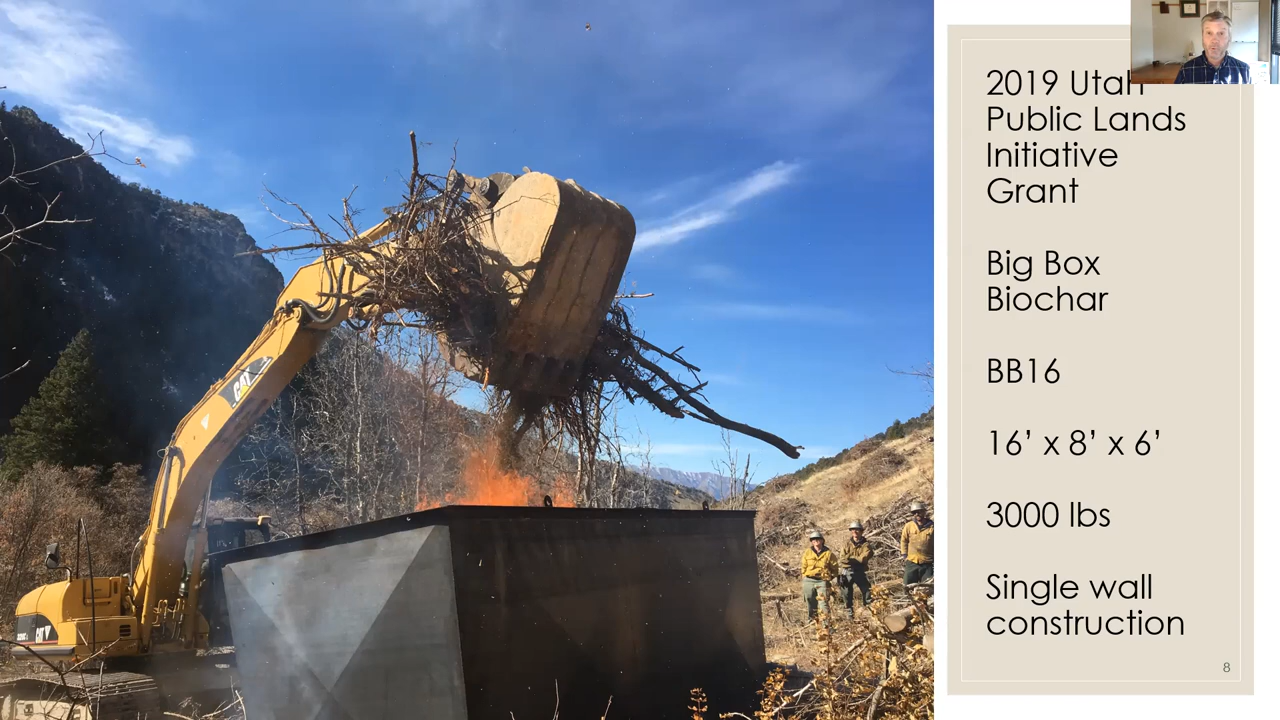 2019 Utah
Public Lands
Initiative
Grant
Big Box
Biochar
BB16
16’ x 8’ x 6’
3000 lbs
Single wall
construction
8
CAT
CAT